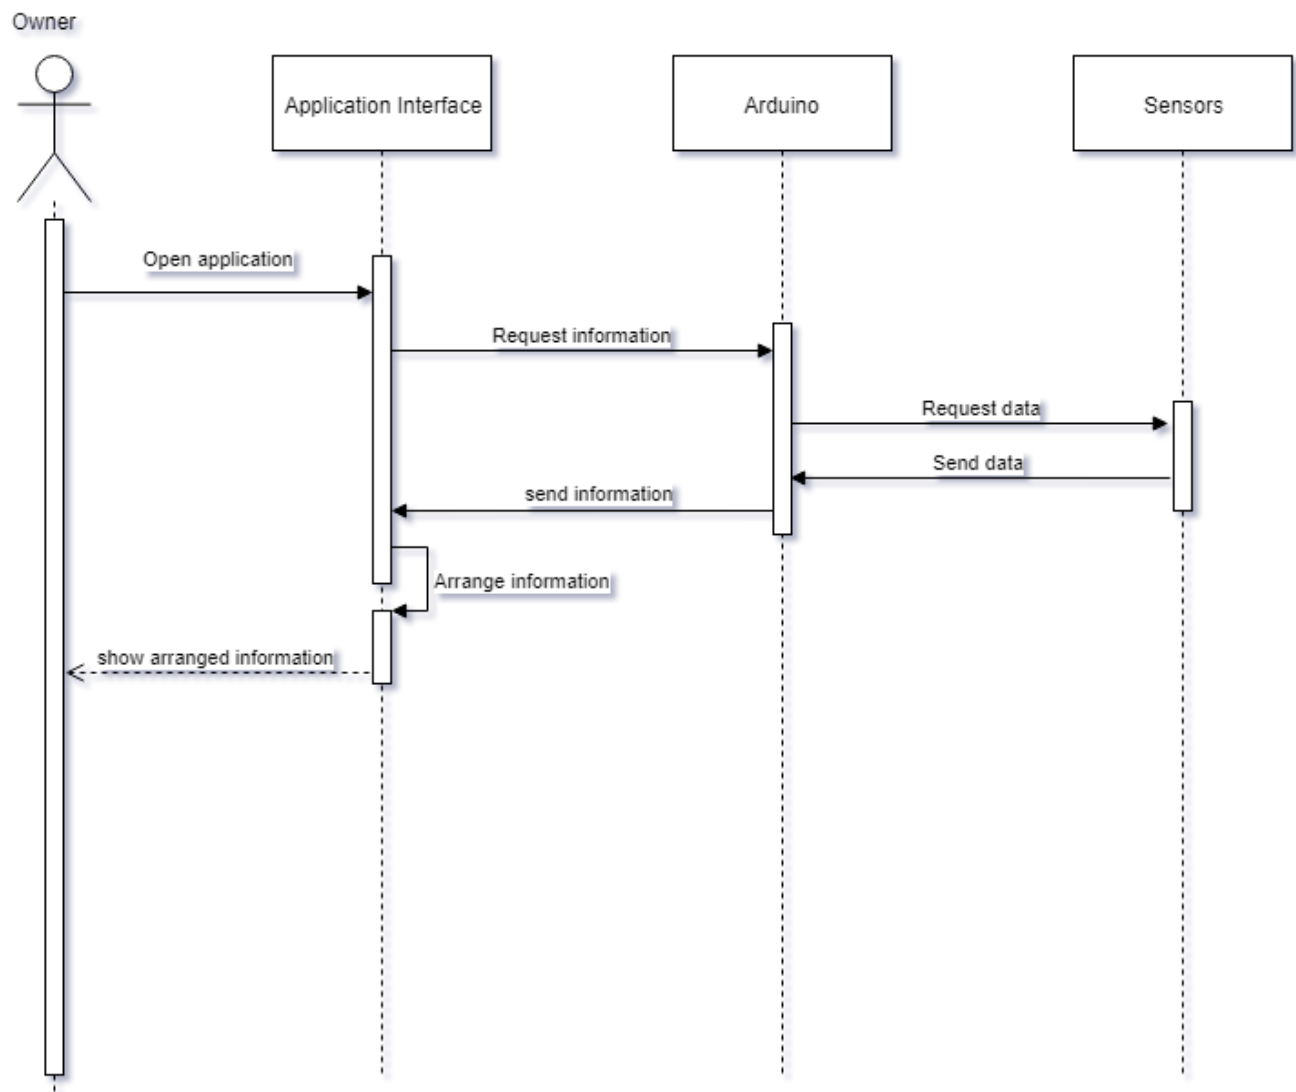 Owner
Application Interface
Arduino
Sensors
Open application
Request information
Request data
Send data
send information
Arrange information
show arranged information